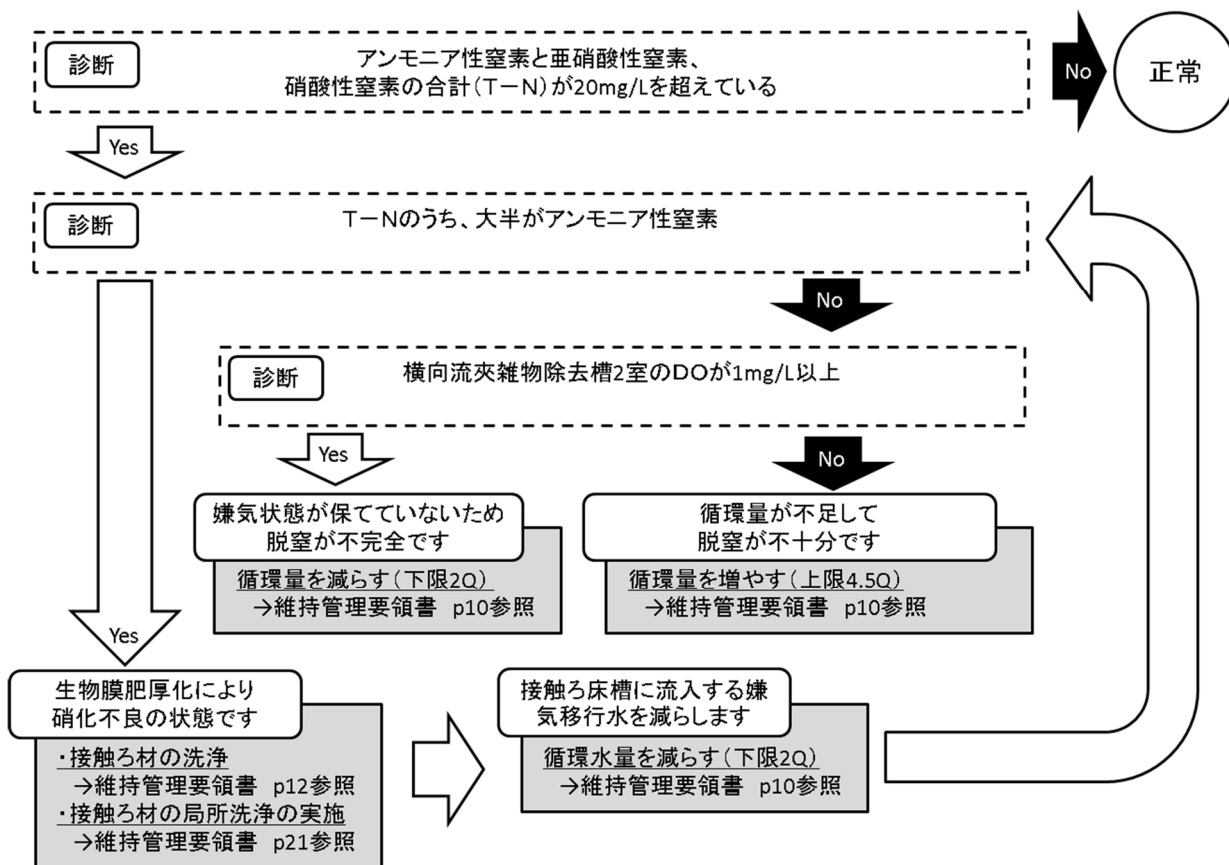 診断
アンモニア性窒素と亜硝酸性窒素、
硝酸性窒素の合計(T－N)が20mg/Lを超えている
No
正常
Yes
診断
T－Nのうち、大半がアンモニア性窒素
No
診断
横向流夾雑物除去槽2室のDOが1mg/L以上
Yes
No
嫌気状態が保てていないため
脱窒が不完全です
循環量を減らす(下限2Q)
→維持管理要領書 p10参照
循環量が不足して
脱窒が不十分です
循環量を増やす(上限4.5Q)
→維持管理要領書 p10参照
Yes
生物膜肥厚化により
硝化不良の状態です
・接触ろ材の洗浄
→維持管理要領書 p12参照
・接触ろ材の局所洗浄の実施
→維持管理要領書 p21参照
接触ろ床槽に流入する嫌
気移行水を減らします
循環水量を減らす(下限2Q)
→維持管理要領書 p10参照